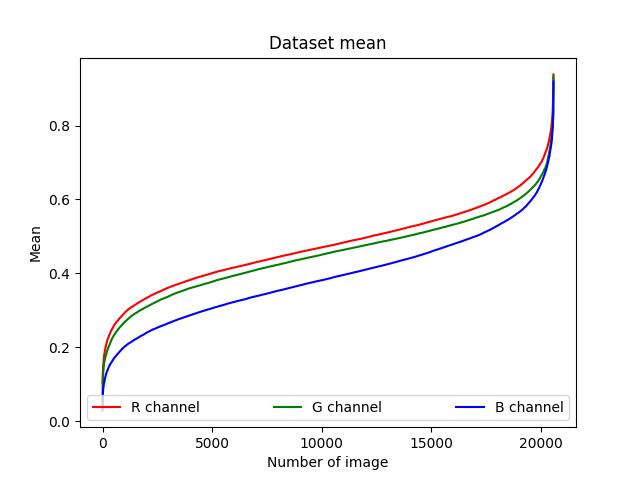 Dataset mean
Mean
0.8
0.6
0.4
0.2
0.0
R channel G channel B channel
0 5000 10000 15000 20000
Number of image